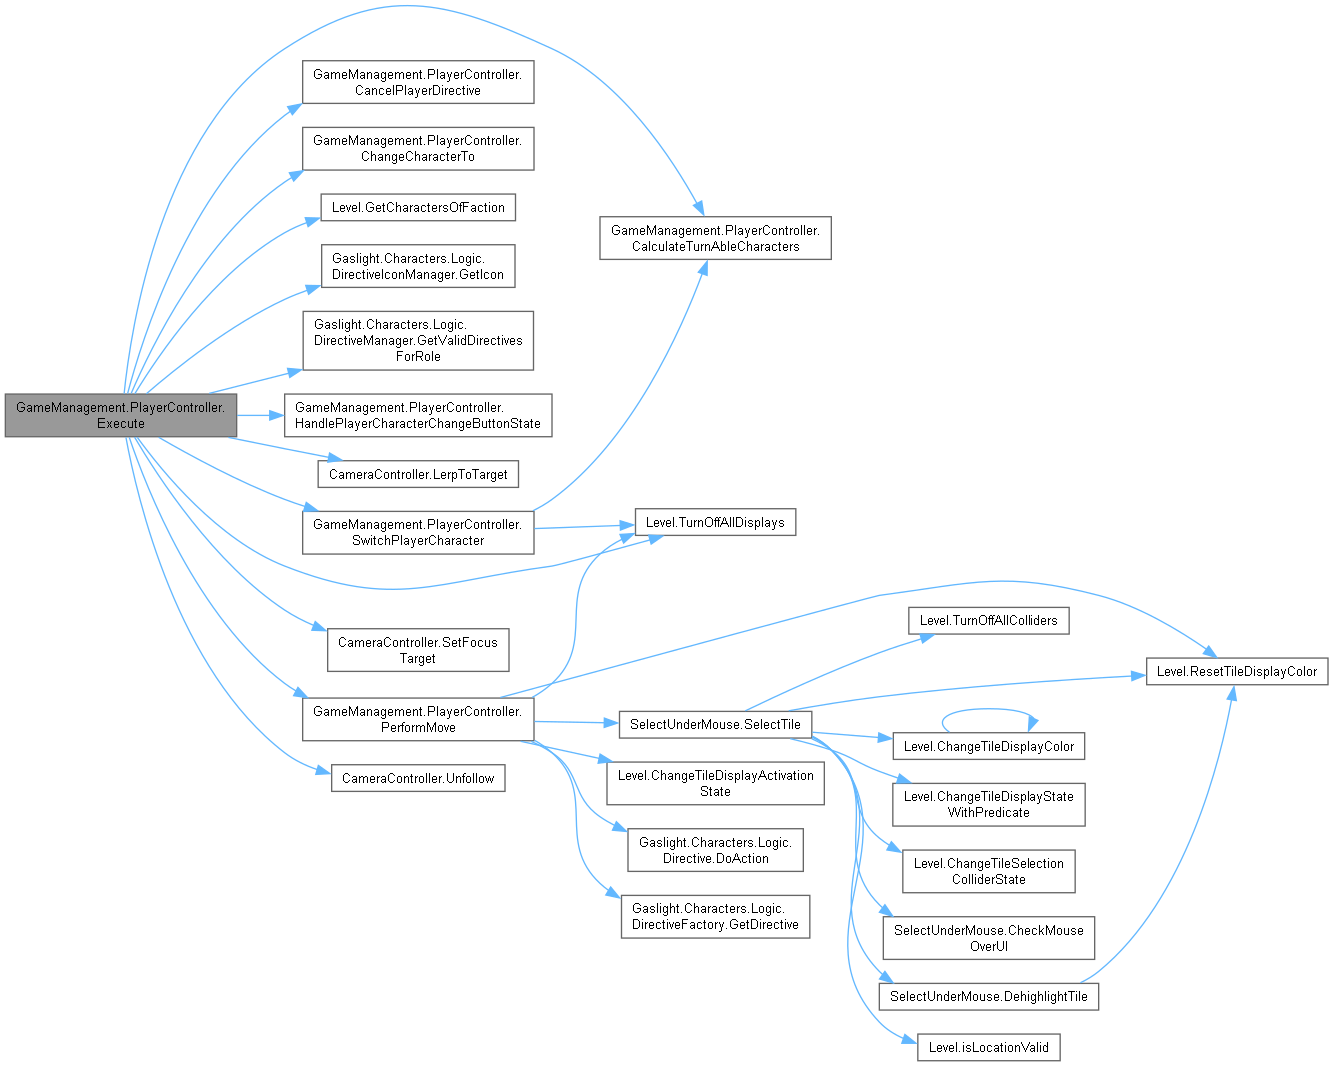 GameManagement.PlayerController.
CancelPlayerDirective
GameManagement.PlayerController.
ChangeCharacterTo
Level.GetCharactersOfFaction
GameManagement.PlayerController.
CalculateTurnAbleCharacters
Gaslight.Characters.Logic.
DirectiveIconManager.GetIcon
Gaslight.Characters.Logic.
DirectiveManager.GetValidDirectives
ForRole
GameManagement.PlayerController.
Execute
GameManagement.PlayerController.
HandlePlayerCharacterChangeButtonState
CameraController.LerpToTarget
GameManagement.PlayerController.
SwitchPlayerCharacter
Level.TurnOffAllDisplays
CameraController.SetFocus
Target
Level.TurnOffAllColliders
Level.ResetTileDisplayColor
GameManagement.PlayerController.
PerformMove
SelectUnderMouse.SelectTile
Level.ChangeTileDisplayColor
CameraController.Unfollow
Level.ChangeTileDisplayActivation
State
Level.ChangeTileDisplayState
WithPredicate
Gaslight.Characters.Logic.
Directive.DoAction
Level.ChangeTileSelection
ColliderState
Gaslight.Characters.Logic.
DirectiveFactory.GetDirective
SelectUnderMouse.CheckMouse
OverUI
SelectUnderMouse.DehighlightTile
Level.isLocationValid